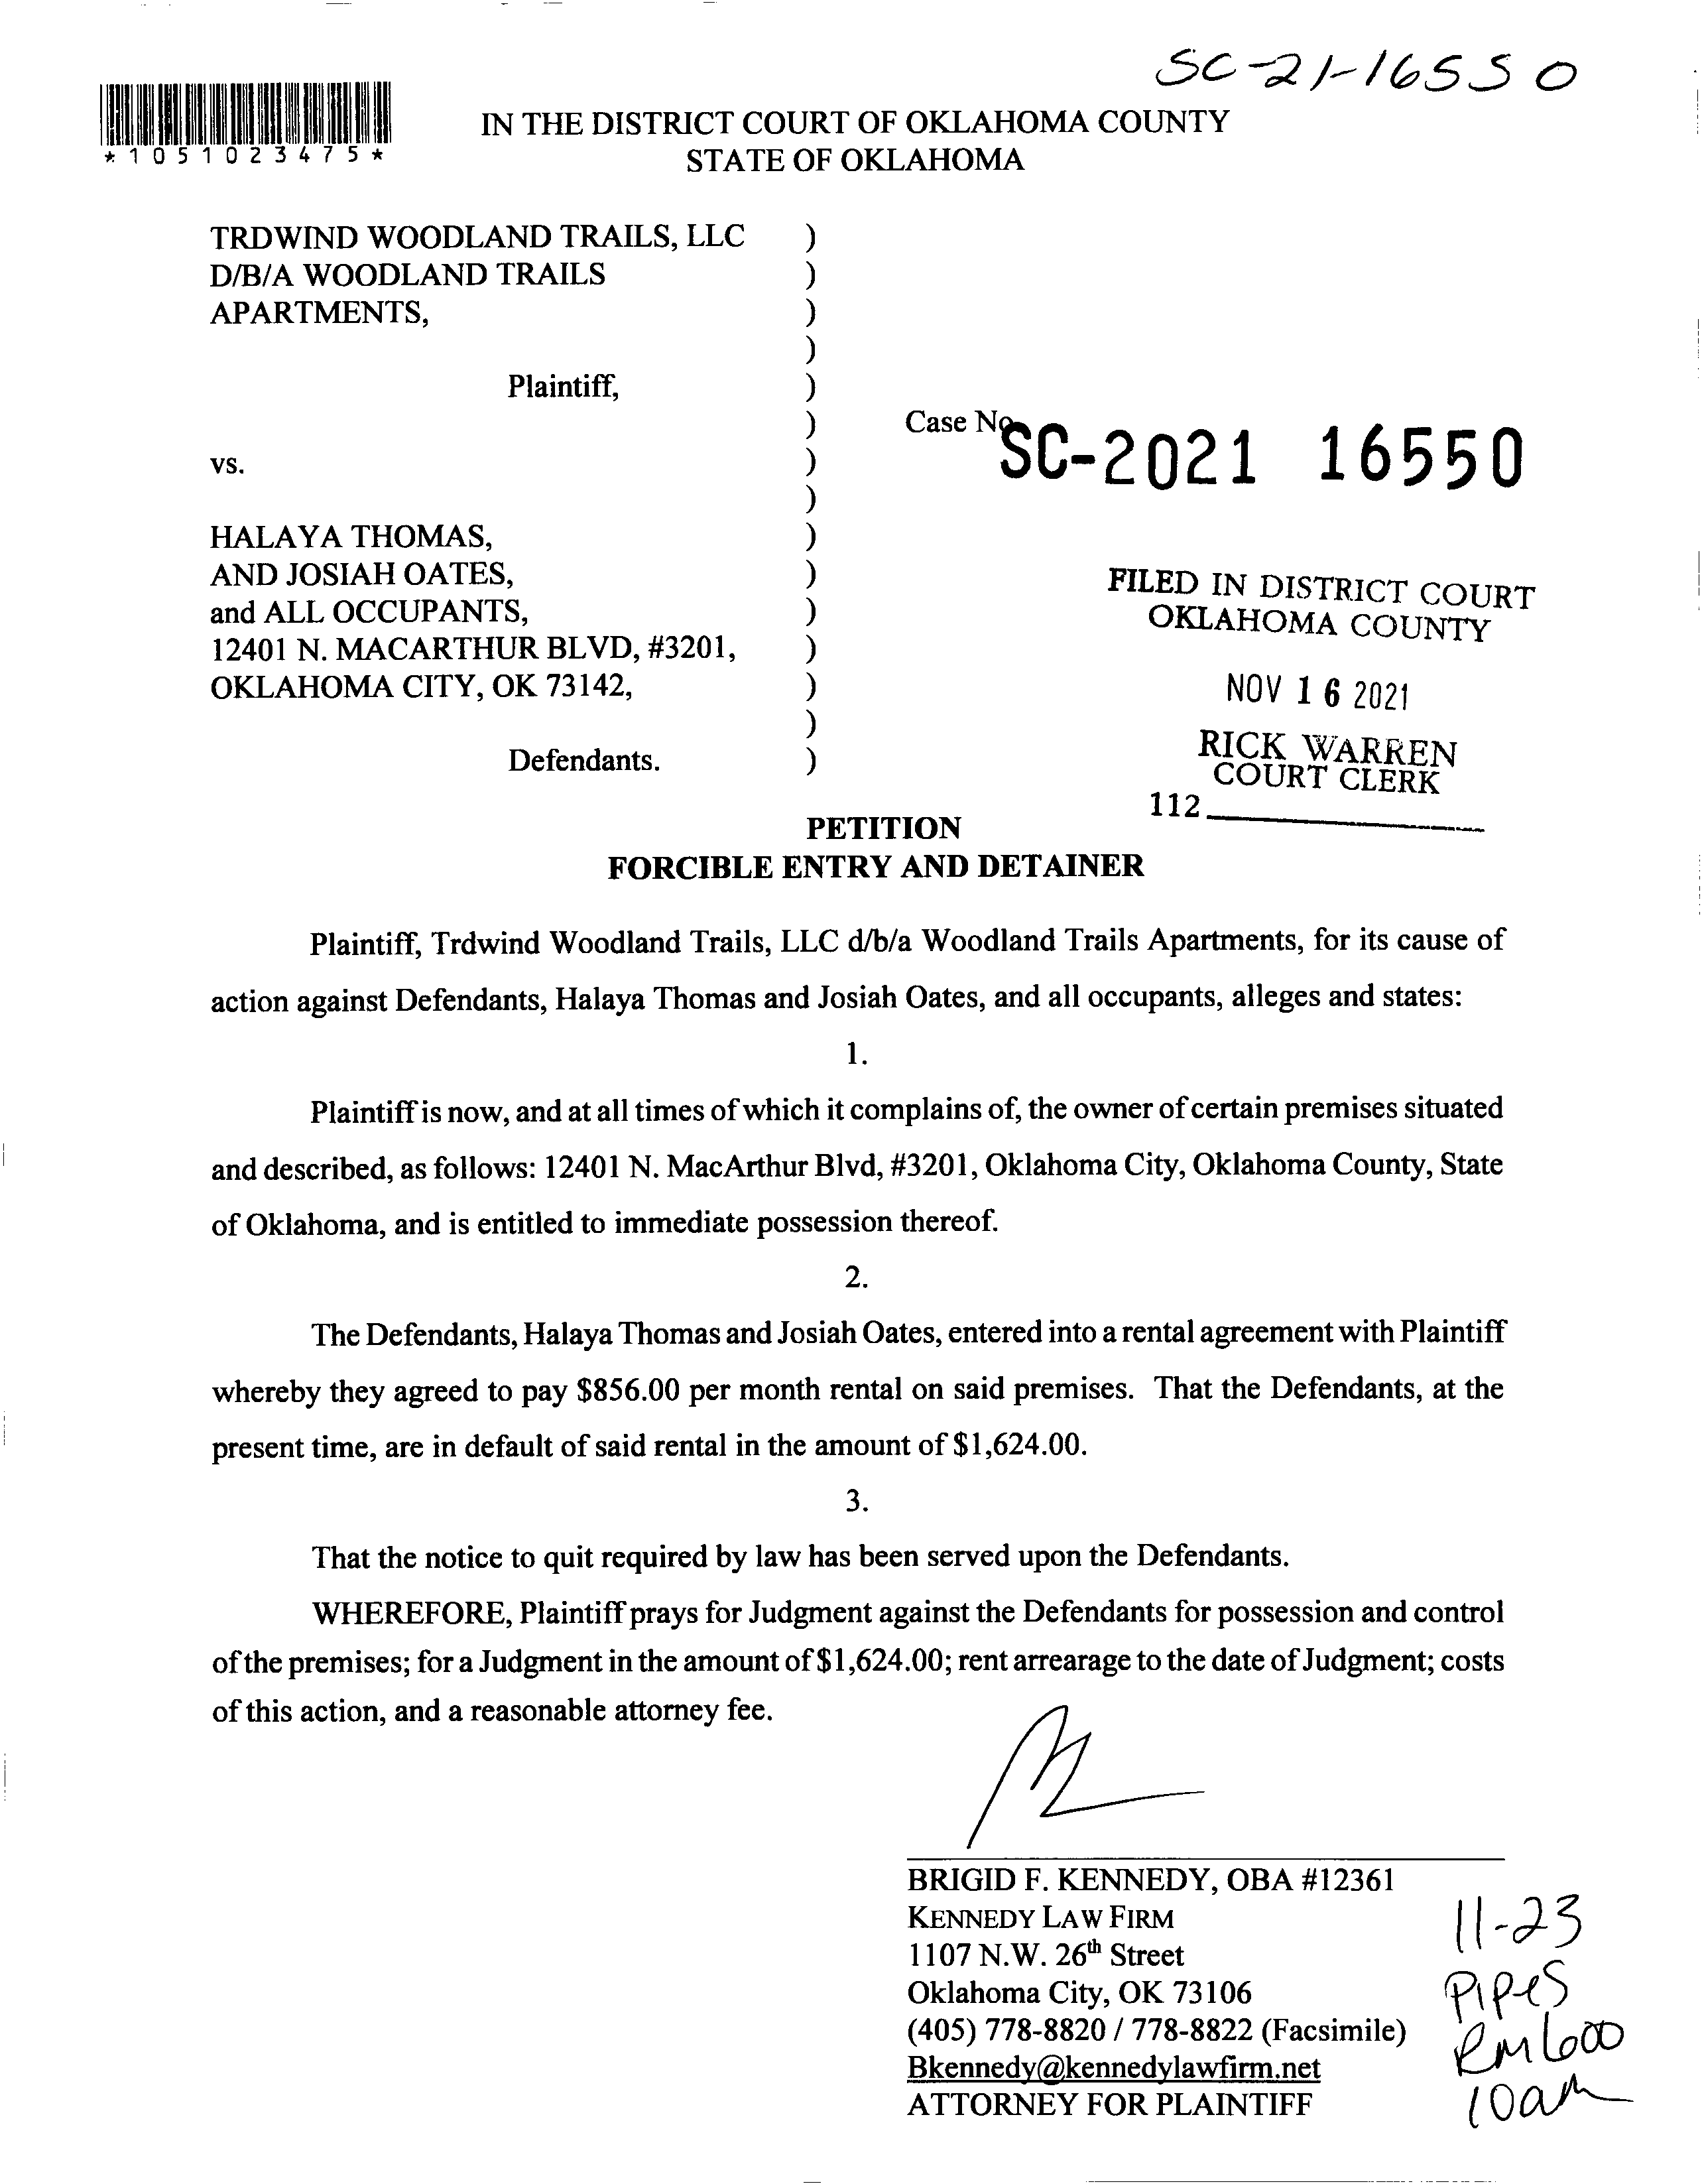 SC-21-16550
*1051023475*
IN THE DISTRICT COURT OF OKLAHOMA COUNTY
STATE OF OKLAHOMA
TRDWIND WOODLAND TRAILS, LLC )
D/B/A WOODLAND TRAILS )
APARTMENTS, )
)
Plaintiff, )
) Case No.
SC-2021 16550
vs. )
)
HALAYA THOMAS, )
AND JOSIAH OATES, )
and ALL OCCUPANTS, )
12401 N. MACARTHUR BLVD, #3201, )
OKLAHOMA CITY, OK 73142, )
)
Defendants. )
FILED IN DISTRICT COURT
OKLAHOMA COUNTY
NOV 16 2021
RICK WARREN
COURT CLERK
112
PETITION
FORCIBLE ENTRY AND DETAINER
Plaintiff, Trdwind Woodland Trails, LLC d/b/a Woodland Trails Apartments, for its cause of
action against Defendants, Halaya Thomas and Josiah Oates, and all occupants, alleges and states:
1.
Plaintiff is now, and at all times of which it complains of, the owner of certain premises situated
and described, as follows: 12401 N. MacArthur Blvd, #3201, Oklahoma City, Oklahoma County, State
of Oklahoma, and is entitled to immediate possession thereof.
2.
The Defendants, Halaya Thomas and Josiah Oates, entered into a rental agreement with Plaintiff
whereby they agreed to pay $856.00 per month rental on said premises. That the Defendants, at the
present time, are in default of said rental in the amount of $1,624.00.
3.
That the notice to quit required by law has been served upon the Defendants.
WHEREFORE, Plaintiff prays for Judgment against the Defendants for possession and control
of the premises; for a Judgment in the amount of $1,624.00; rent arrearage to the date of Judgment; costs
of this action, and a reasonable attorney fee.
BRIGID F. KENNEDY, OBA #12361
KENNEDY LAW FIRM
1107 N.W. 26th Street
Oklahoma City, OK 73106
(405) 778-8820 / 778-8822 (Facsimile)
Bkennedy@kennedylawfirm.net
ATTORNEY FOR PLAINTIFF
11-23
Pipes
Rm 600
10am